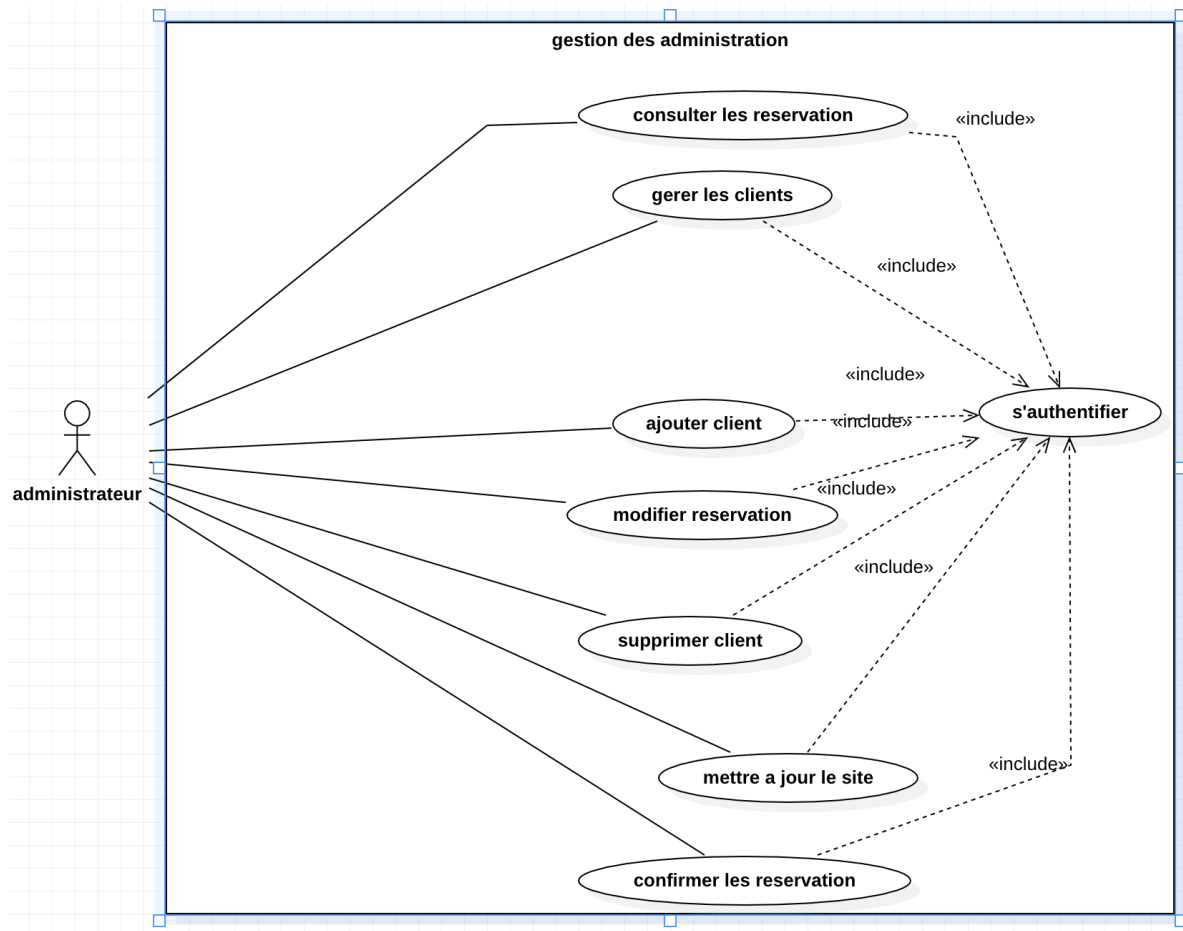 gestion des administration
consulter les reservation
«include»
gerer les clients
«include»
«include»
s'authentifier
ajouter client
«include»
«include»
administrateur
modifier reservation
«include»
supprimer client
mettre a jour le site
«include»
confirmer les reservation